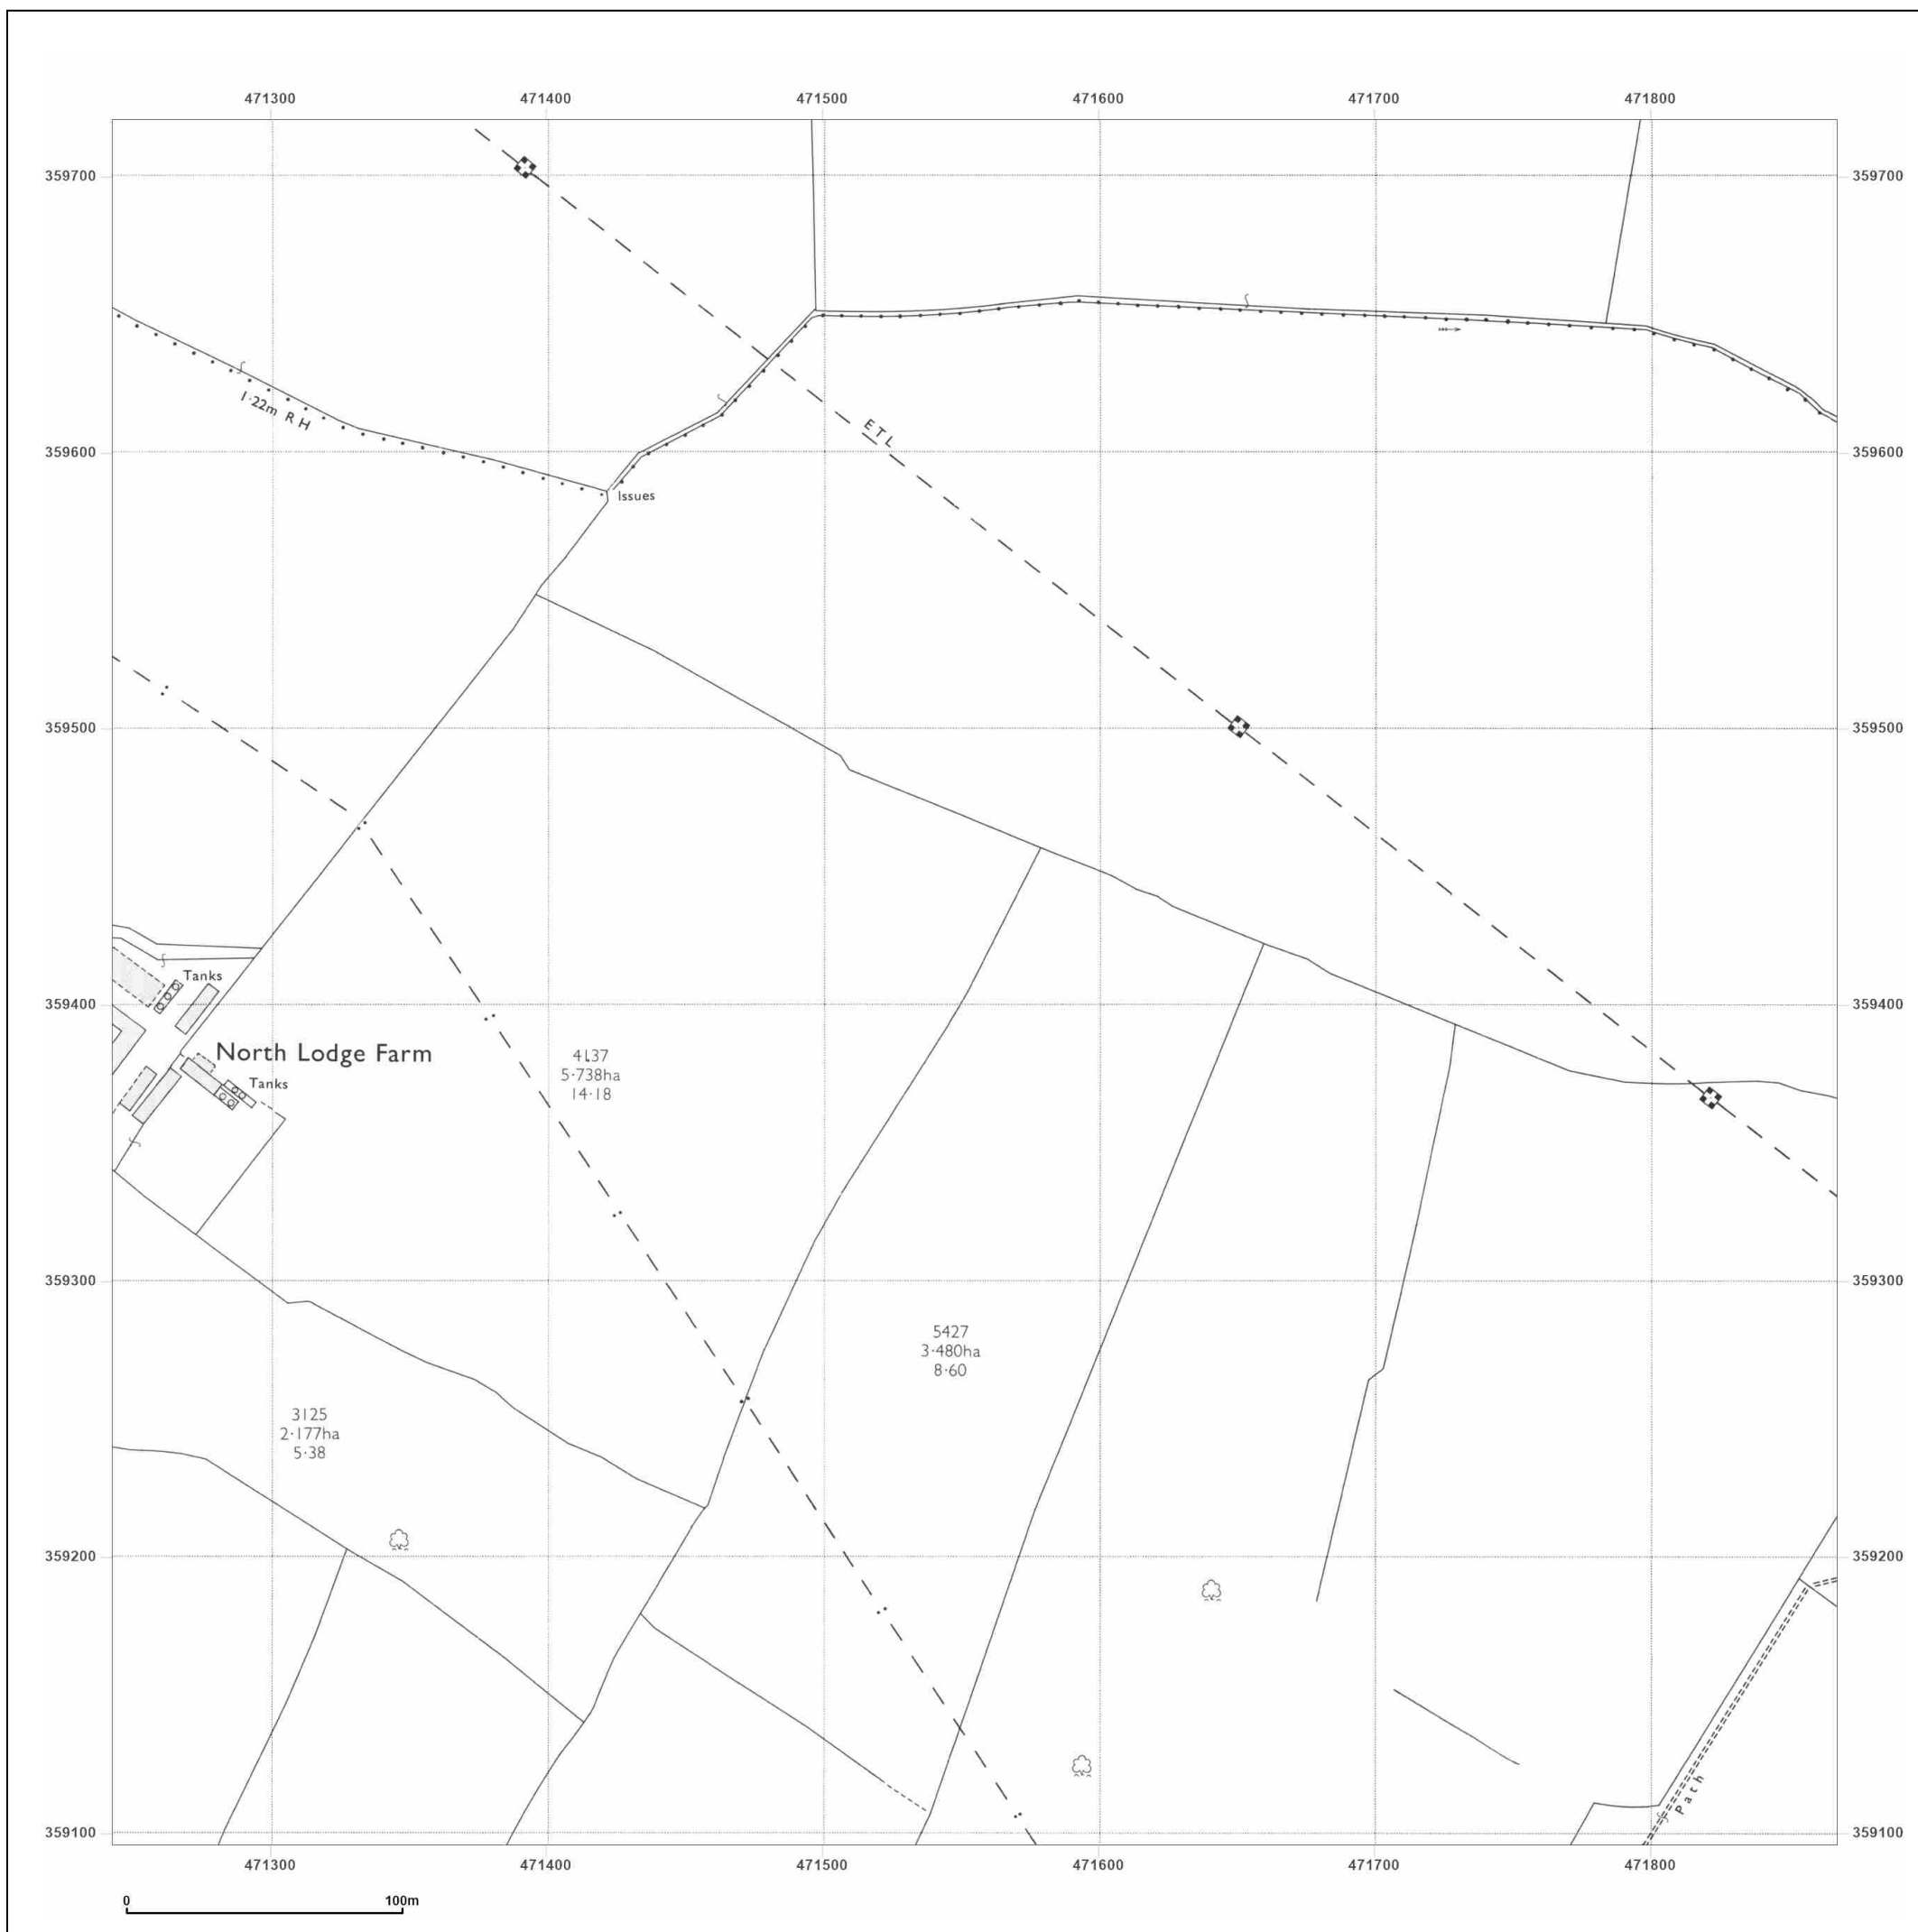 471300 471400 471500 471600 471700 471800
359700 359700
1·22m R H
ETL
359600 359600
Issues
359500 359500
Tanks
359400 359400
North Lodge Farm
Tanks
4137
5·738ha
14·18
359300 359300
5427
3·480ha
8·60
3125
2·177ha
5·38
359200 359200
Path
359100 359100
471300 471400 471500 471600 471700 471800
0 100m